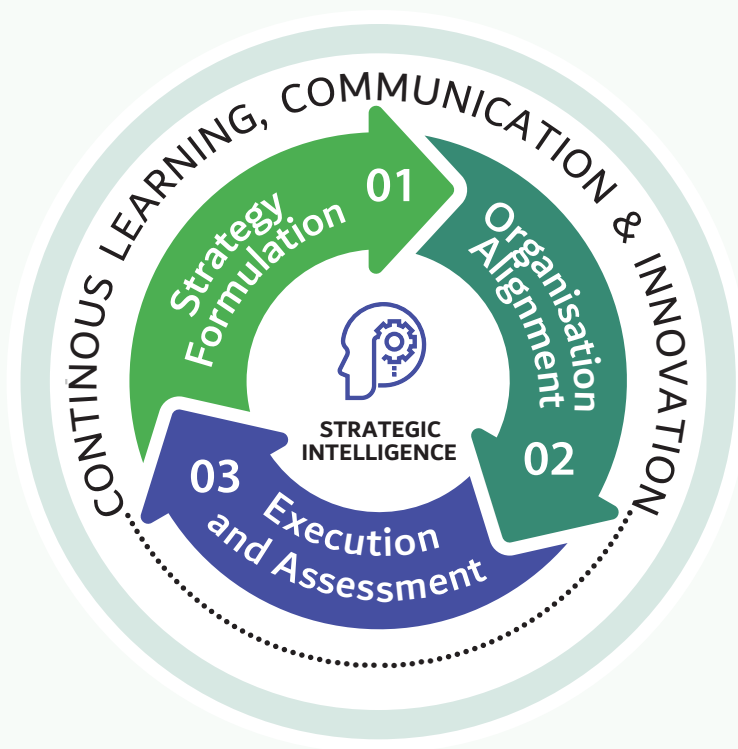 CONTINOUS LEARNING, COMMUNICATION & INNOVATION
01
Strategy
Formulation
Organisation
Alignment
02
03
Execution
and Assessment
STRATEGIC
INTELLIGENCE